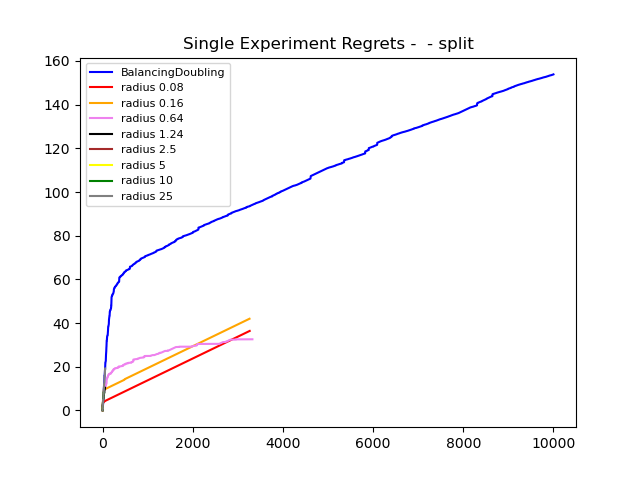 Single Experiment Regrets -  - split
160
140
120
100
80
60
40
20
0
BalancingDoubling
radius 0.08
radius 0.16
radius 0.64
radius 1.24
radius 2.5
radius 5
radius 10
radius 25
0 2000 4000 6000 8000 10000